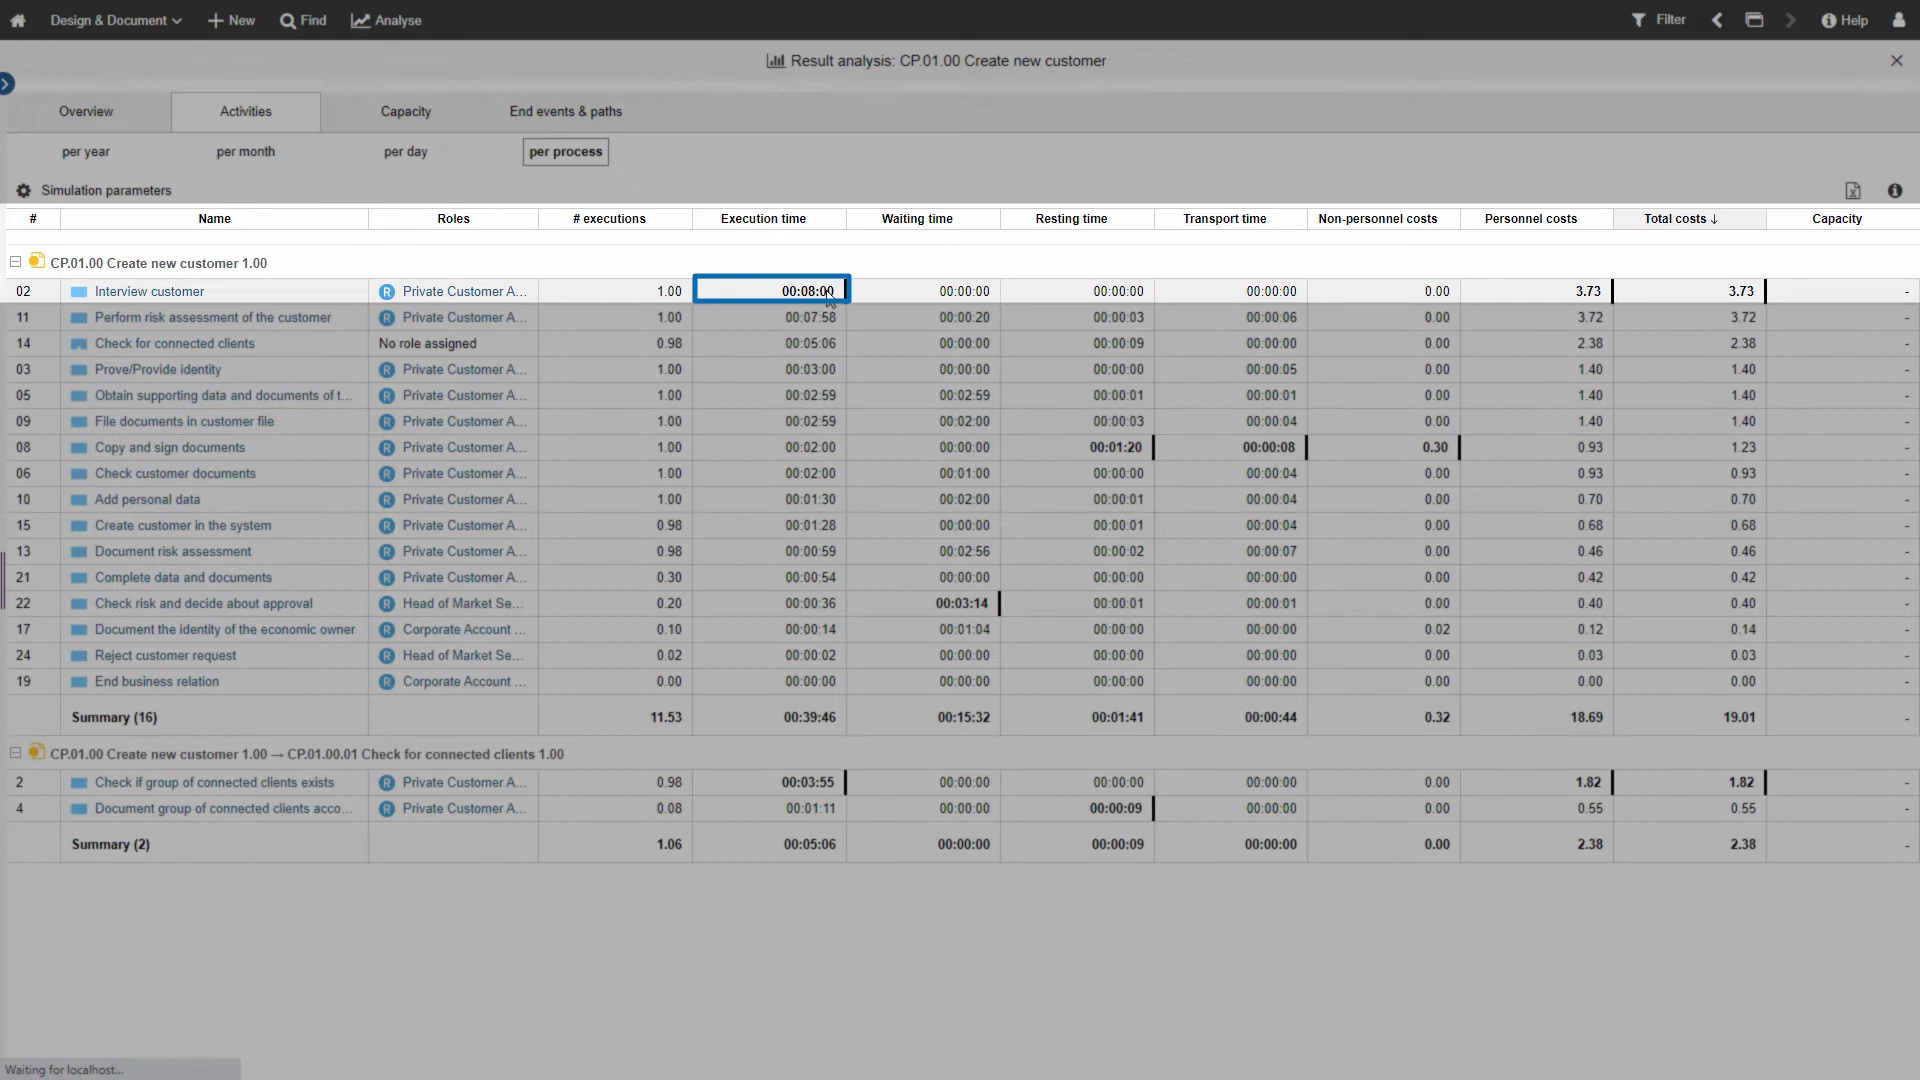 Design & Document New Find Analyse Filter Help
Result analysis: CP.01.00 Create new customer
Overview Activities Capacity End events & paths
per year per month per day per process
Simulation parameters
# Name Roles # executions Execution time Waiting time Resting time Transport time Non-personnel costs Personnel costs Total costs ↓ Capacity
CP.01.00 Create new customer 1.00
02 Interview customer R Private Customer A... 1.00 00:08:00 00:00:00 00:00:00 00:00:00 0.00 3.73 3.73 -
11 Perform risk assessment of the customer R Private Customer A... 1.00 00:07:58 00:00:20 00:00:03 00:00:06 0.00 3.72 3.72 -
14 Check for connected clients No role assigned 0.98 00:05:06 00:00:00 00:00:09 00:00:00 0.00 2.38 2.38 -
03 Prove/Provide identity R Private Customer A... 1.00 00:03:00 00:00:00 00:00:00 00:00:05 0.00 1.40 1.40 -
05 Obtain supporting data and documents of t... R Private Customer A... 1.00 00:02:59 00:02:59 00:00:01 00:00:01 0.00 1.40 1.40 -
09 File documents in customer file R Private Customer A... 1.00 00:02:59 00:02:00 00:00:03 00:00:04 0.00 1.40 1.40 -
08 Copy and sign documents R Private Customer A... 1.00 00:02:00 00:00:00 00:01:20 00:00:08 0.30 0.93 1.23 -
06 Check customer documents R Private Customer A... 1.00 00:02:00 00:01:00 00:00:00 00:00:04 0.00 0.93 0.93 -
10 Add personal data R Private Customer A... 1.00 00:01:30 00:02:00 00:00:01 00:00:04 0.00 0.70 0.70 -
15 Create customer in the system R Private Customer A... 0.98 00:01:28 00:00:00 00:00:01 00:00:04 0.00 0.68 0.68 -
13 Document risk assessment R Private Customer A... 0.98 00:00:59 00:02:56 00:00:02 00:00:07 0.00 0.46 0.46 -
21 Complete data and documents R Private Customer A... 0.30 00:00:54 00:00:00 00:00:00 00:00:00 0.00 0.42 0.42 -
22 Check risk and decide about approval R Head of Market Se... 0.20 00:00:36 00:03:14 00:00:01 00:00:01 0.00 0.40 0.40 -
17 Document the identity of the economic owner R Corporate Account ... 0.10 00:00:14 00:01:04 00:00:00 00:00:00 0.02 0.12 0.14 -
24 Reject customer request R Head of Market Se... 0.02 00:00:02 00:00:00 00:00:00 00:00:00 0.00 0.03 0.03 -
19 End business relation R Corporate Account ... 0.00 00:00:00 00:00:00 00:00:00 00:00:00 0.00 0.00 0.00 -
Summary (16) 11.53 00:39:46 00:15:32 00:01:41 00:00:44 0.32 18.69 19.01 -
CP.01.00 Create new customer 1.00 → CP.01.00.01 Check for connected clients 1.00
2 Check if group of connected clients exists R Private Customer A... 0.98 00:03:55 00:00:00 00:00:00 00:00:00 0.00 1.82 1.82 -
4 Document group of connected clients acco... R Private Customer A... 0.08 00:01:11 00:00:00 00:00:09 00:00:00 0.00 0.55 0.55 -
Summary (2) 1.06 00:05:06 00:00:00 00:00:09 00:00:00 0.00 2.38 2.38 -
Waiting for localhost...